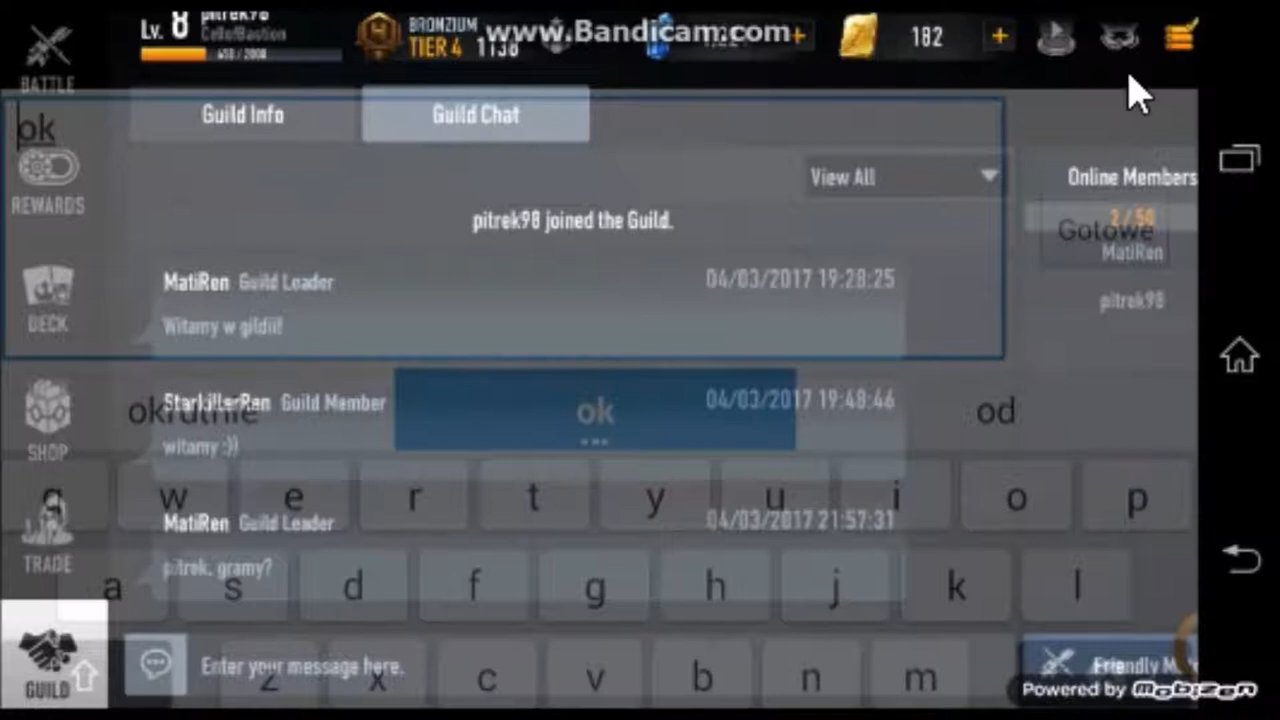 Lv. 8 pitrek98
CelleBastion
BRONZIUM
TIER 4 1138
www.Bandicam.com
182
BATTLE
ok
Guild Info Guild Chat
REWARDS
View All
Online Members
2 / 50
Gotowe
MatiRen
pitrek98
pitrek98 joined the Guild.
MatiRen Guild Leader 04/03/2017 19:28:25
Witamy w gildii!
DECK
StarkillerRen Guild Member 04/03/2017 19:48:46
witamy :))
okrutnie ok od
SHOP
q w e r t y u i o p
MatiRen Guild Leader 04/03/2017 21:57:31
pitrek, gramy?
TRADE
a s d f g h j k l
GUILD
Enter your message here.
z x c v b n m
Friendly M
Powered by Mobizen